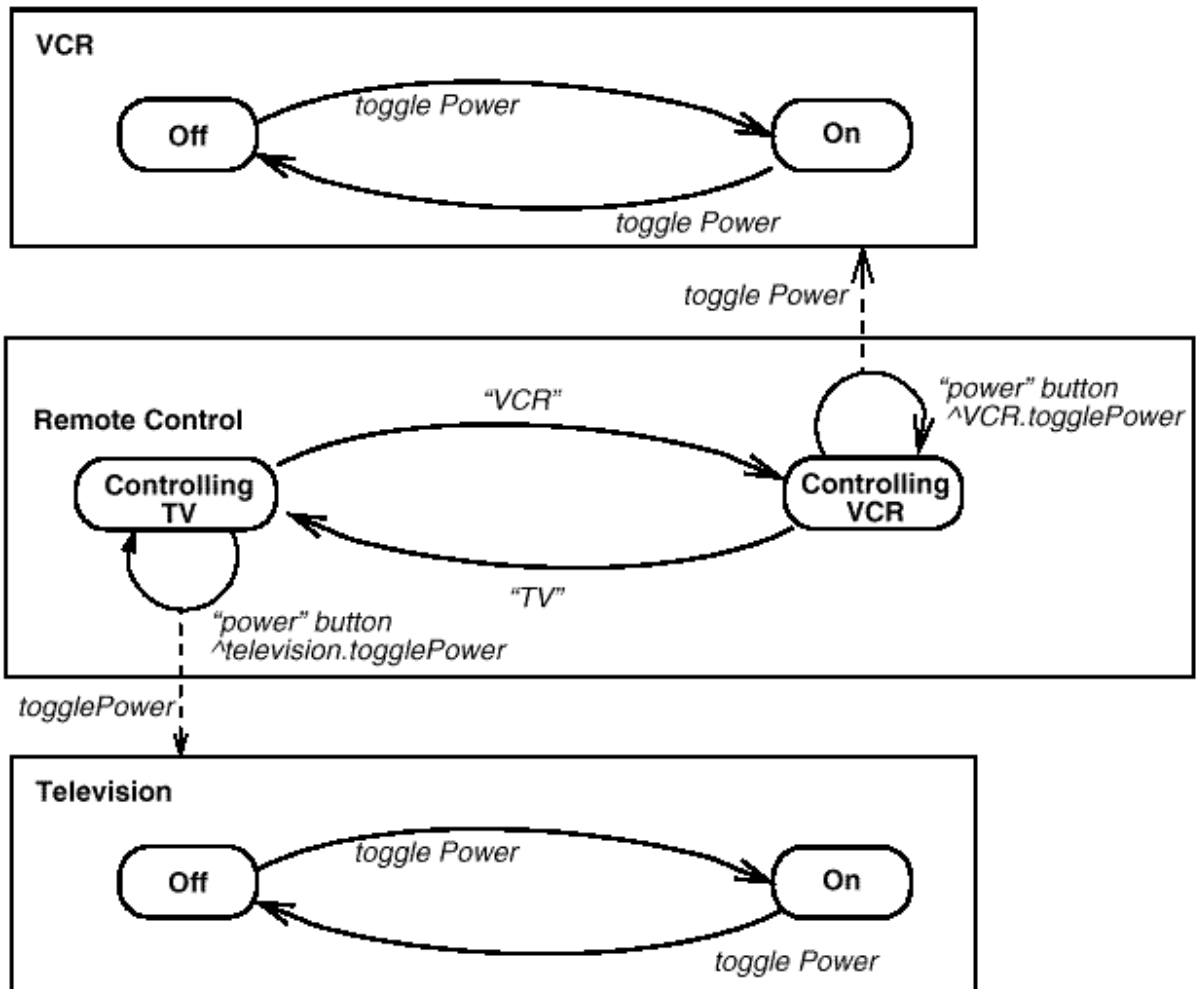 VCR
toggle Power
Off
On
toggle Power
toggle Power
"VCR"
"power" button
^VCR.togglePower
Remote Control
Controlling
TV
Controlling
VCR
"TV"
"power" button
^television.togglePower
togglePower
Television
toggle Power
Off
On
toggle Power